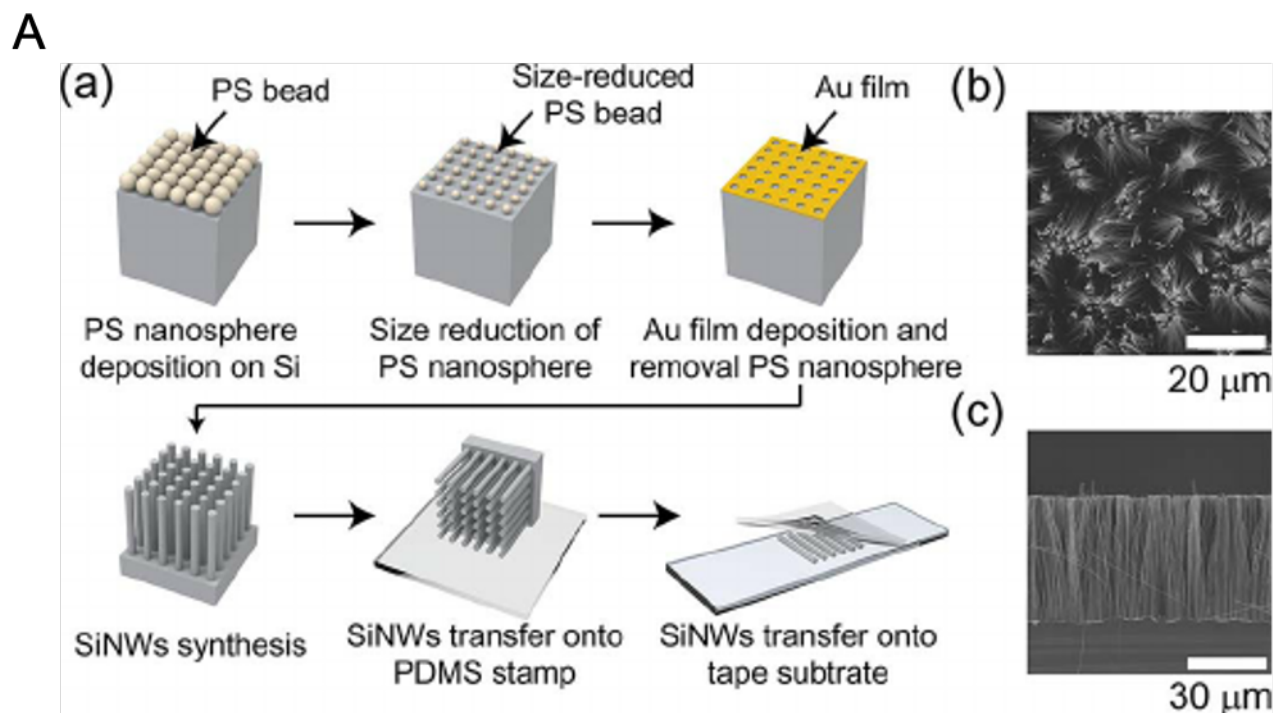 A
(a)
PS bead
Size-reduced
PS bead
Au film
PS nanosphere
deposition on Si
Size reduction of
PS nanosphere
Au film deposition and
removal PS nanosphere
SiNWs synthesis
SiNWs transfer onto
PDMS stamp
SiNWs transfer onto
tape subtrate
(b)
20 μm
(c)
30 μm